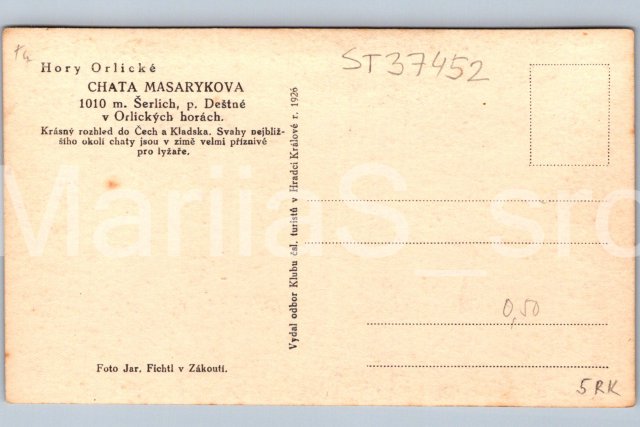 Hory Orlické
CHATA MASARYKOVA
1010 m. Šerlich, p. Deštné
v Orlických horách.
Krásný rozhled do Čech a Kladska. Svahy nejbliž-
šího okolí chaty jsou v zimě velmi příznivé
pro lyžaře.
Foto Jar. Fichtl v Zákoutí.
Vydal odbor Klubu čsl. turistů v Hradci Králové r. 1926
ST37452
0,50
5RK
MariiaS_sro